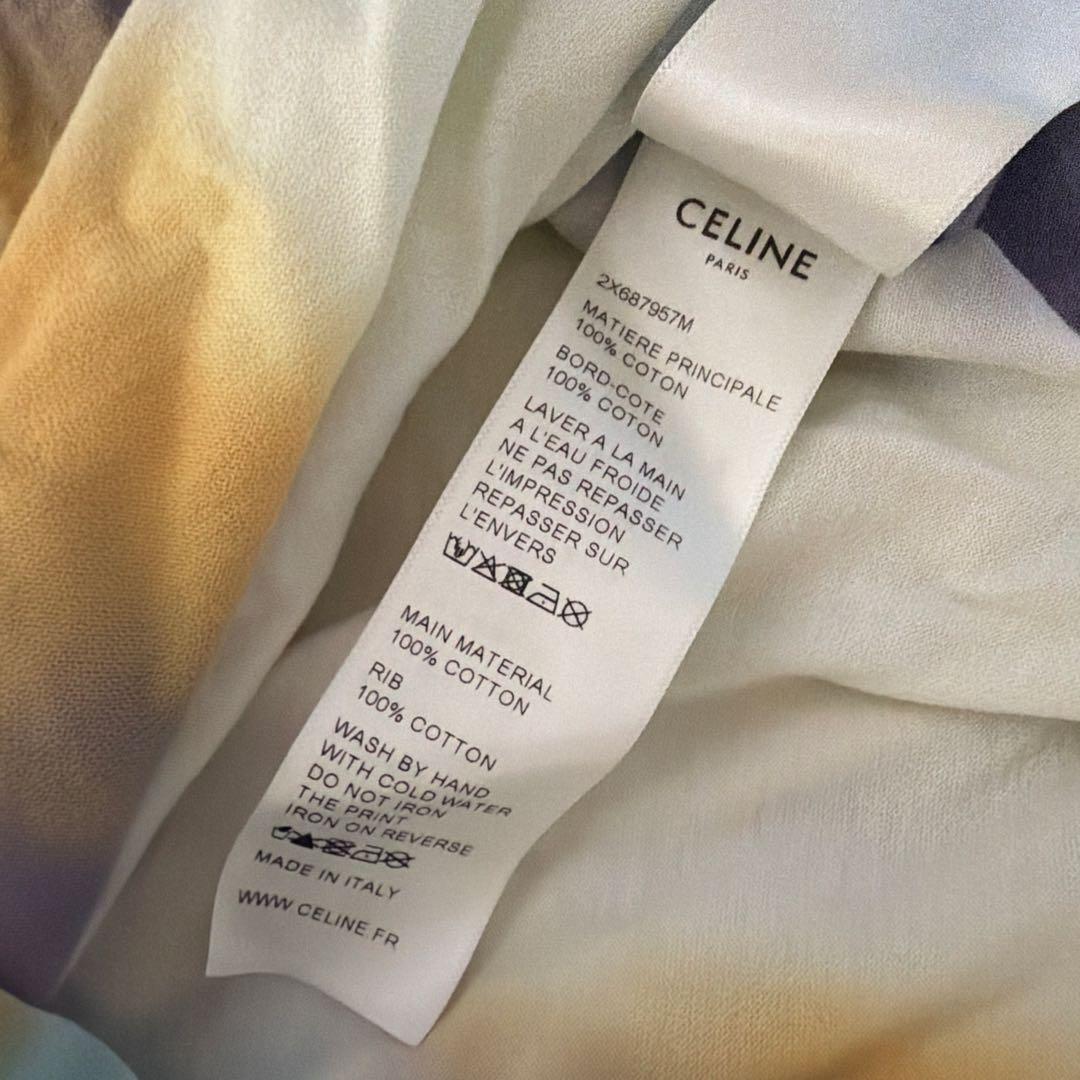 CELINE
PARIS
2X687957M
MATIERE PRINCIPALE
100% COTON
BORD-COTE
100% COTON
LAVER A LA MAIN
A L'EAU FROIDE
NE PAS REPASSER
L'IMPRESSION
REPASSER SUR
L'ENVERS
MAIN MATERIAL
100% COTTON
RIB
100% COTTON
WASH BY HAND
WITH COLD WATER
DO NOT IRON
THE PRINT
IRON ON REVERSE
MADE IN ITALY
WWW.CELINE.FR